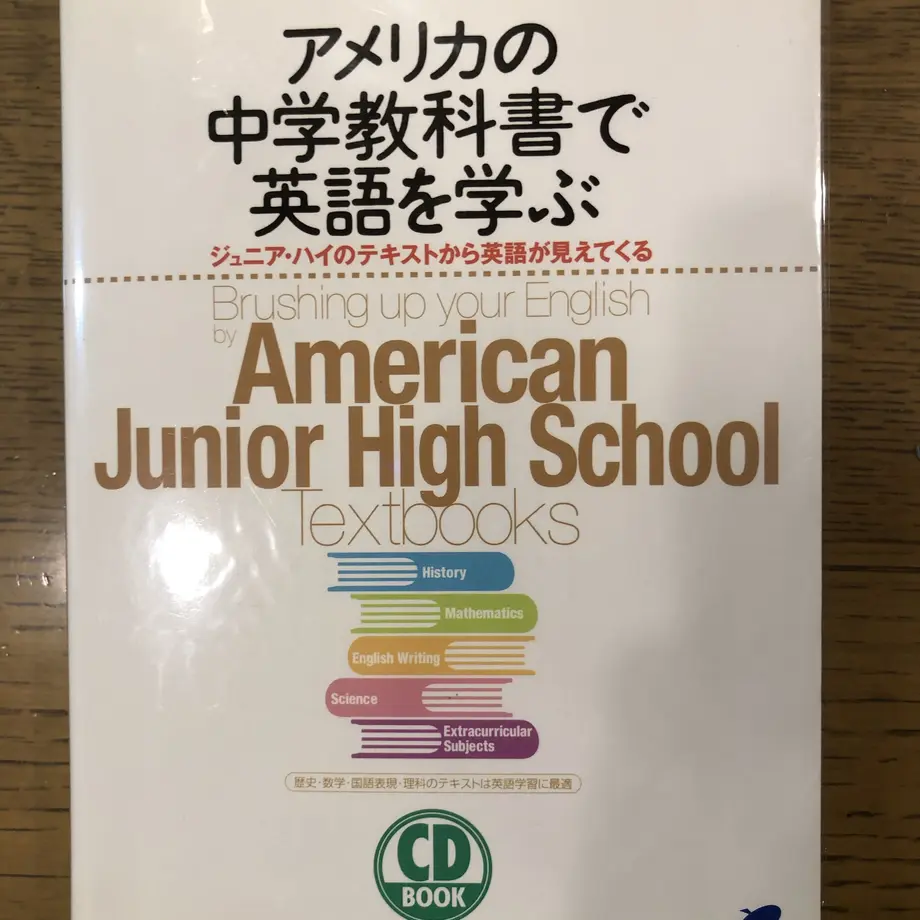 アメリカの
中学教科書で
英語を学ぶ
ジュニア・ハイのテキストから英語が見えてくる
Brushing up your English
by
American
Junior High School
Textbooks
History
Mathematics
English Writing
Science
Extracurricular
Subjects
歴史・数学・国語表現・理科のテキストは英語学習に最適
CD
BOOK